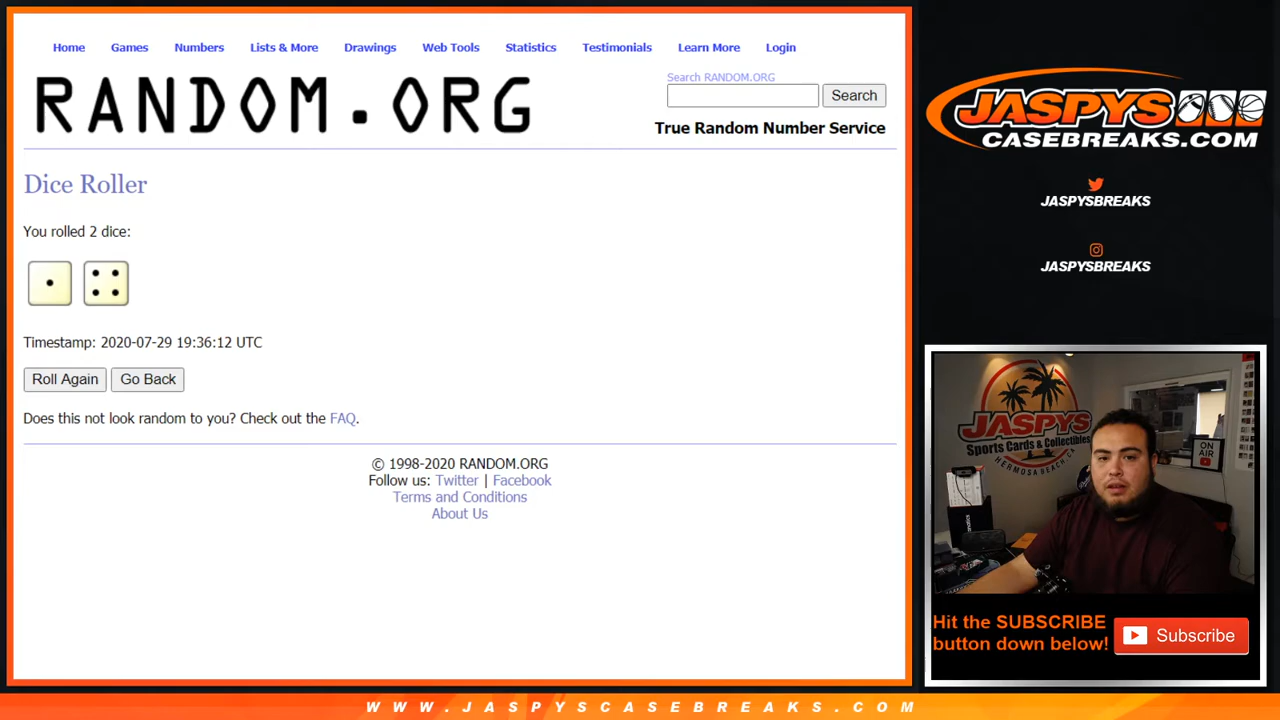 Home Games Numbers Lists & More Drawings Web Tools Statistics Testimonials Learn More Login
RANDOM.ORG
Search RANDOM.ORG
Search
True Random Number Service
Dice Roller
You rolled 2 dice:
Timestamp: 2020-07-29 19:36:12 UTC
Roll Again Go Back
Does this not look random to you? Check out the FAQ.
© 1998-2020 RANDOM.ORG
Follow us: Twitter | Facebook
Terms and Conditions
About Us
JASPYS
CASEBREAKS.COM
JASPYSBREAKS
JASPYSBREAKS
JASPYS
Sports Cards & Collectibles
HERMOSA BEACH, CA
ON
AIR
Hit the SUBSCRIBE
button down below!
Subscribe
WWW.JASPYSCASEBREAKS.COM